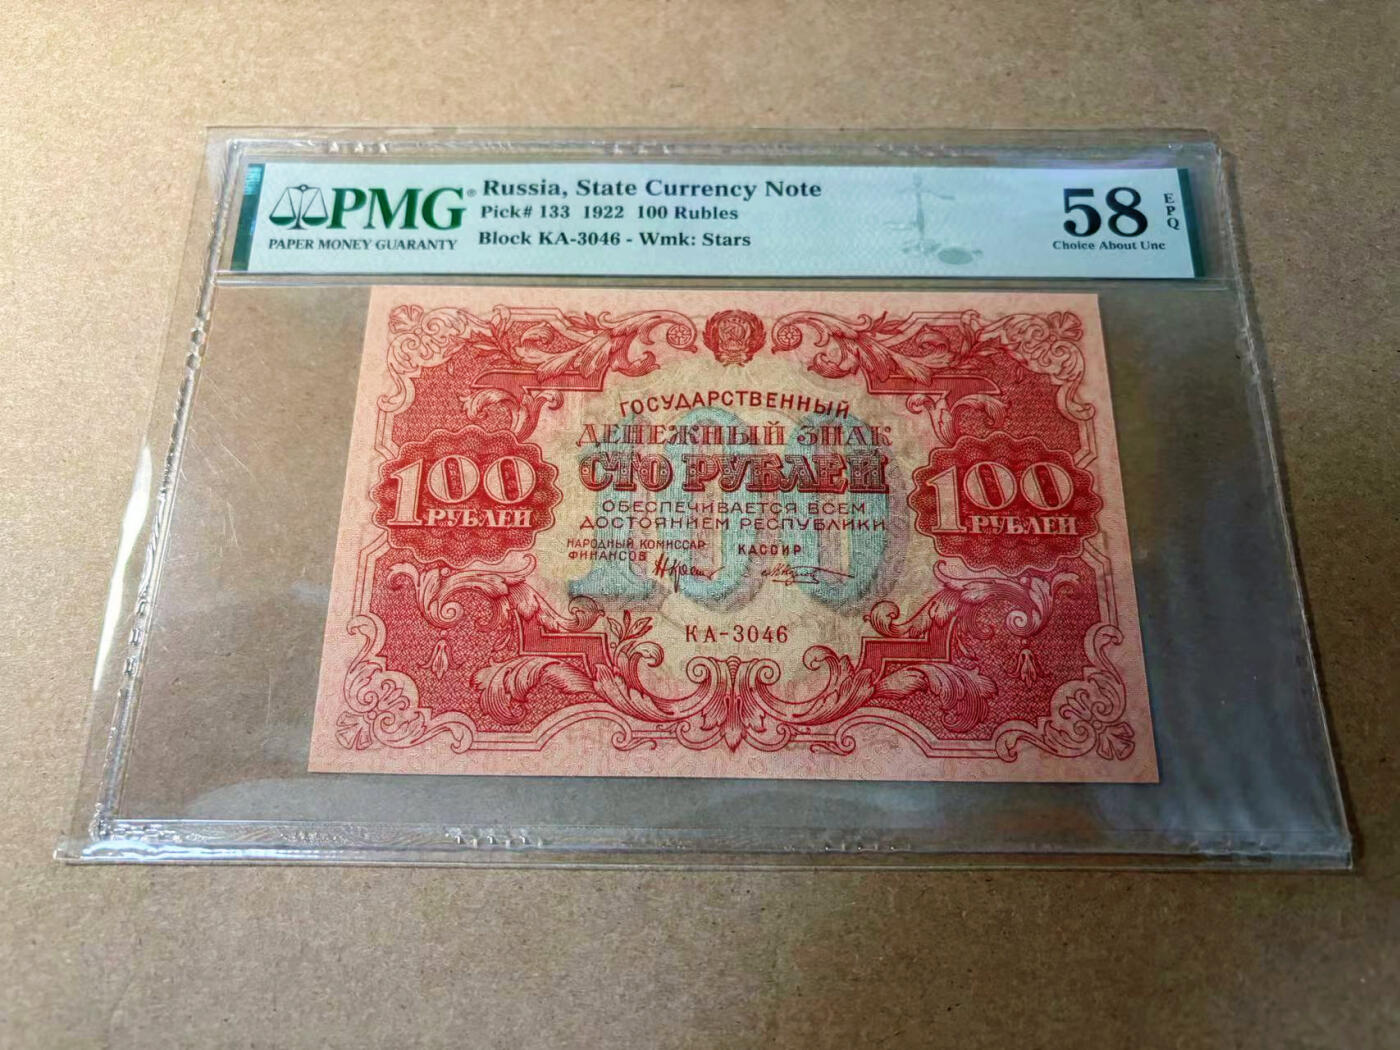 PMG®
PAPER MONEY GUARANTY
Russia, State Currency Note
Pick# 133 1922 100 Rubles
Block KA-3046 - Wmk: Stars
58
EPQ
Choice About Unc
100
ГОСУДАРСТВЕННЫЙ
ДЕНЕЖНЫЙ ЗНАК
СТО РУБЛЕЙ
ОБЕСПЕЧИВАЕТСЯ ВСЕМ
ДОСТОЯНИЕМ РЕСПУБЛИКИ
НАРОДНЫЙ КОМИССАР
ФИНАНСОВ
КАССИР
КА-3046
100
РУБЛЕЙ
100
РУБЛЕЙ